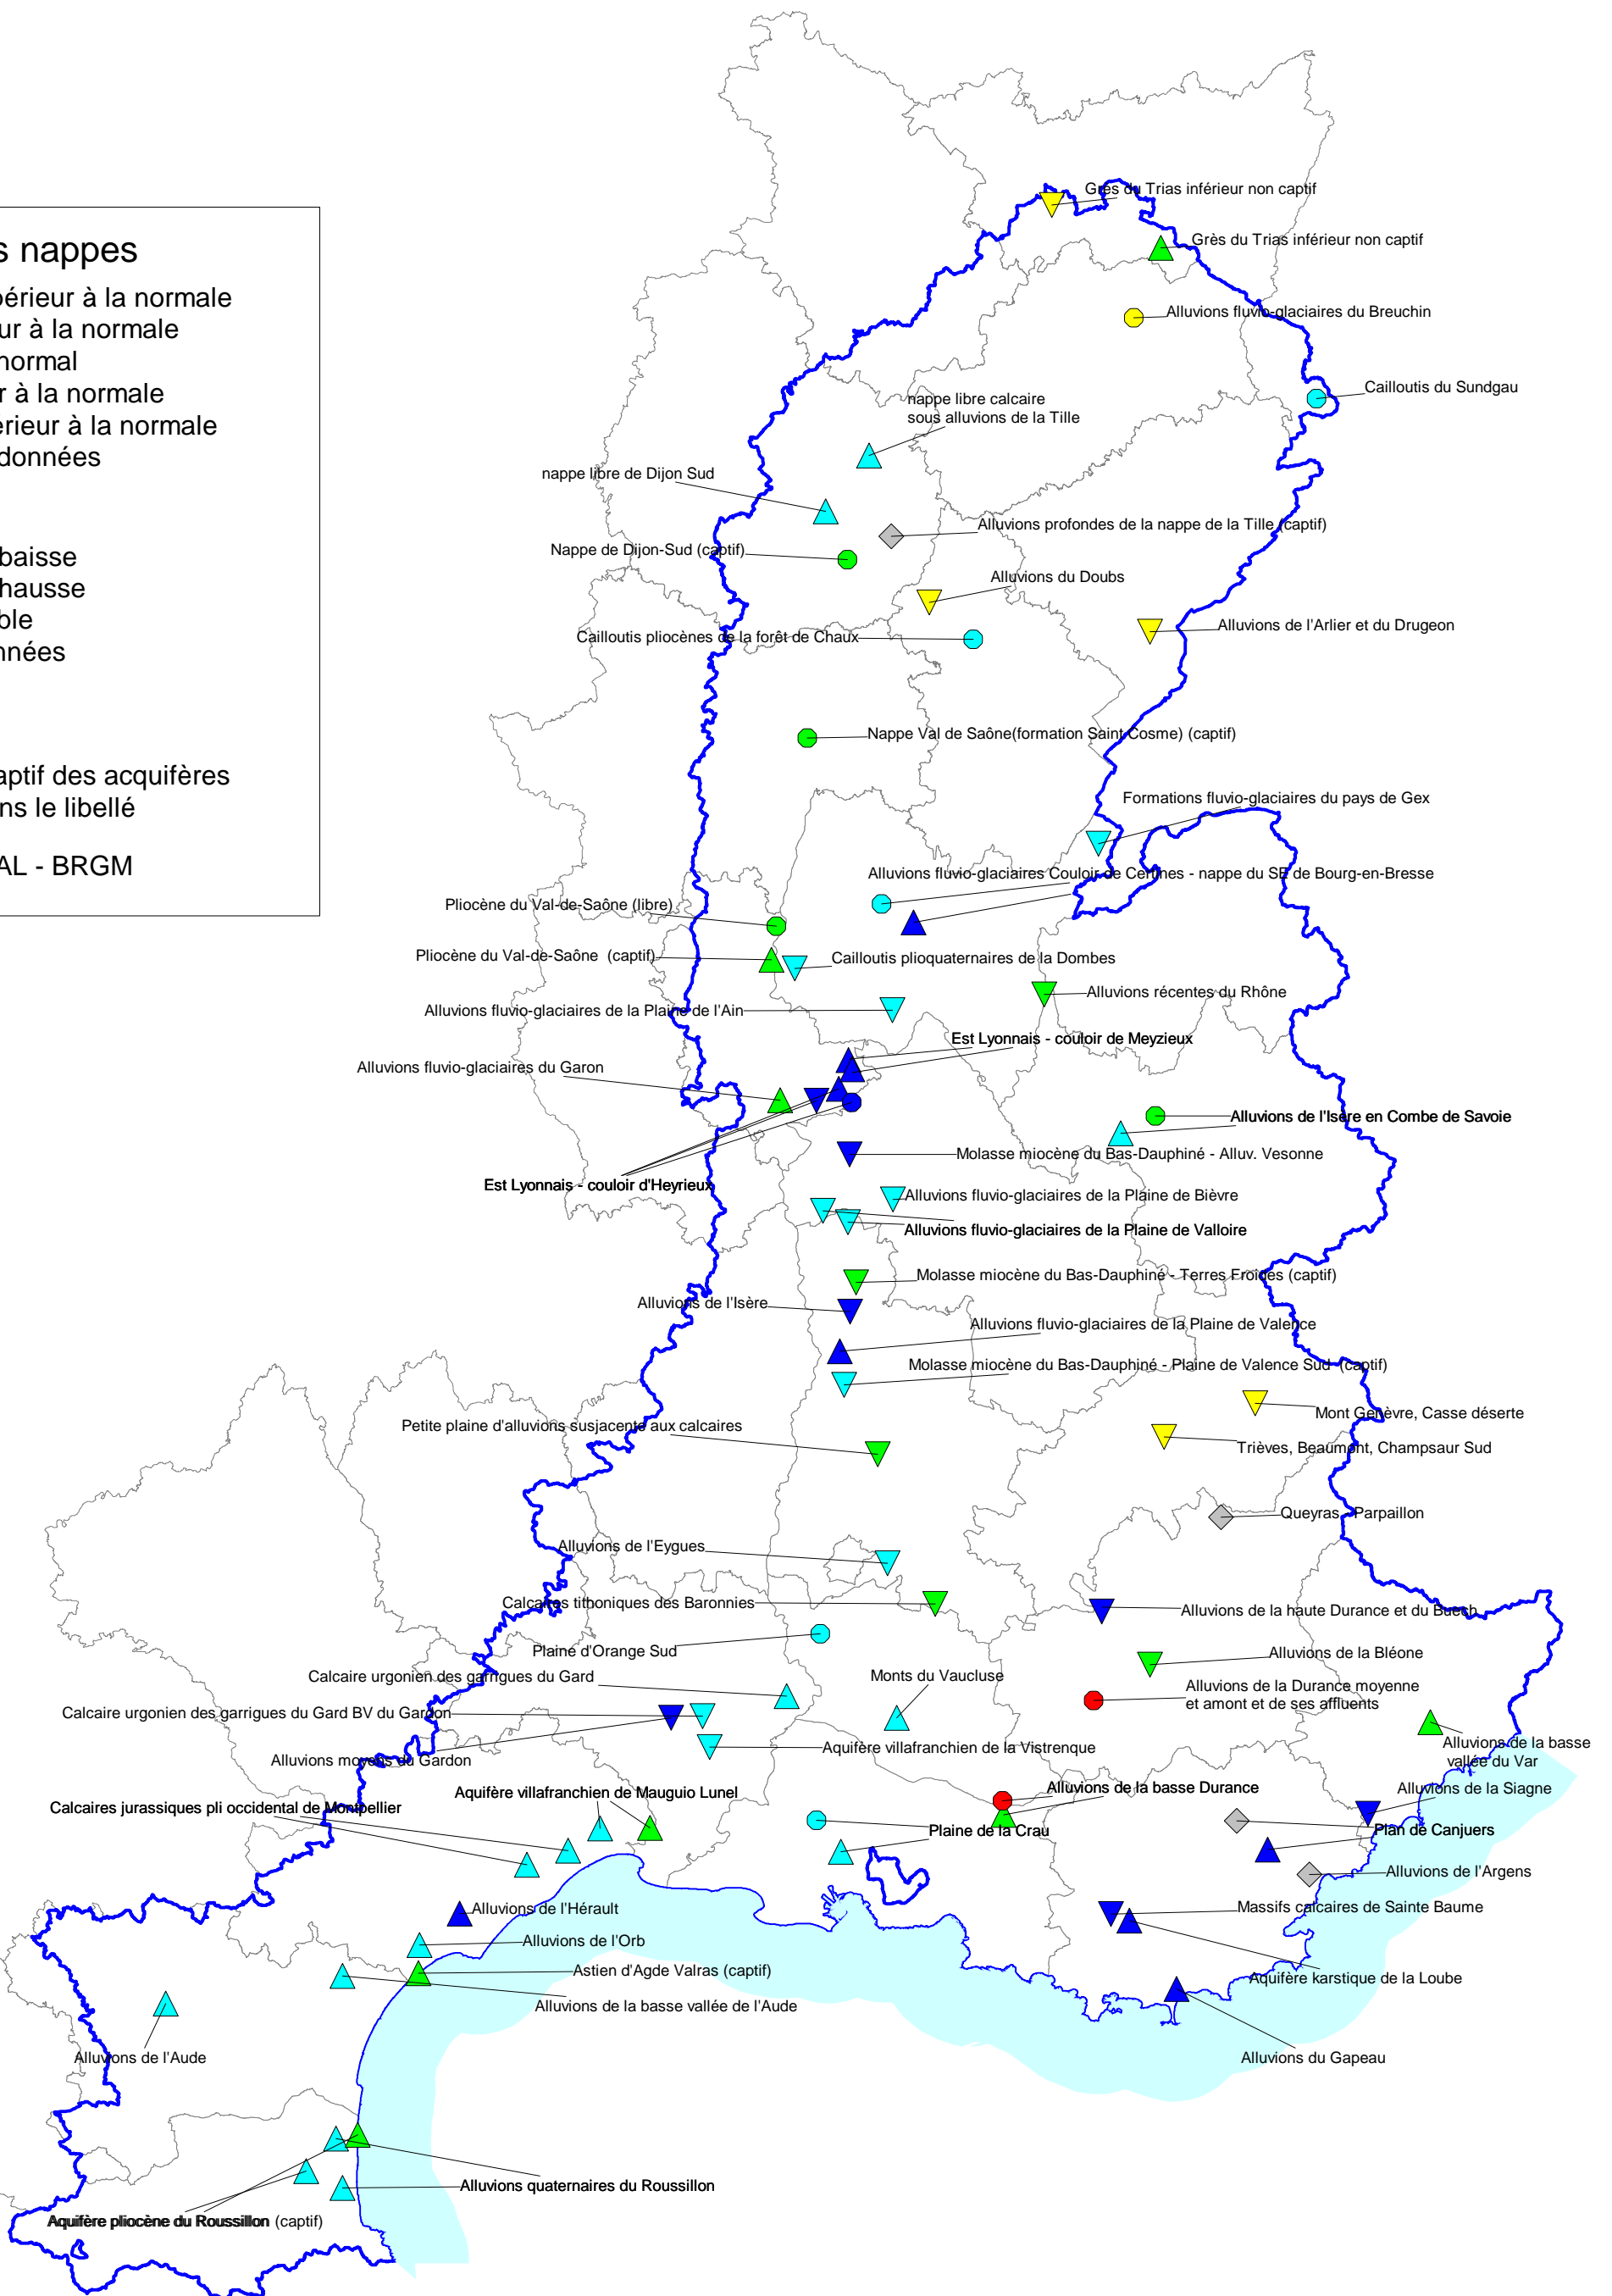 s nappes
périeur à la normale
ur à la normale
normal
r à la normale
érieur à la normale
données
baisse
hausse
ble
nnées
aptif des acquifères
ns le libellé
AL - BRGM
Grès du Trias inférieur non captif
Grès du Trias inférieur non captif
Alluvions fluvio-glaciaires du Breuchin
Cailloutis du Sundgau
nappe libre calcaire
sous alluvions de la Tille
nappe libre de Dijon Sud
Alluvions profondes de la nappe de la Tille (captif)
Nappe de Dijon-Sud (captif)
Alluvions du Doubs
Alluvions de l'Arlier et du Drugeon
Cailloutis pliocènes de la forêt de Chaux
Nappe Val de Saône(formation Saint Cosme) (captif)
Formations fluvio-glaciaires du pays de Gex
Alluvions fluvio-glaciaires Couloir de Certines - nappe du SE de Bourg-en-Bresse
Pliocène du Val-de-Saône (libre)
Pliocène du Val-de-Saône (captif)
Cailloutis plioquaternaires de la Dombes
Alluvions récentes du Rhône
Alluvions fluvio-glaciaires de la Plaine de l'Ain
Est Lyonnais - couloir de Meyzieux
Alluvions fluvio-glaciaires du Garon
Alluvions de l'Isère en Combe de Savoie
Molasse miocène du Bas-Dauphiné - Alluv. Vesonne
Est Lyonnais - couloir d'Heyrieux
Alluvions fluvio-glaciaires de la Plaine de Bièvre
Alluvions fluvio-glaciaires de la Plaine de Valloire
Molasse miocène du Bas-Dauphiné - Terres Froides (captif)
Alluvions de l'Isère
Alluvions fluvio-glaciaires de la Plaine de Valence
Molasse miocène du Bas-Dauphiné - Plaine de Valence Sud (captif)
Mont Genèvre, Casse déserte
Petite plaine d'alluvions susjacente aux calcaires
Trièves, Beaumont, Champsaur Sud
Queyras - Parpaillon
Alluvions de l'Eygues
Calcaires tithoniques des Baronnies
Alluvions de la haute Durance et du Buech
Plaine d'Orange Sud
Alluvions de la Bléone
Calcaire urgonien des garrigues du Gard
Monts du Vaucluse
Alluvions de la Durance moyenne
et amont et de ses affluents
Calcaire urgonien des garrigues du Gard BV du Gardon
Alluvions de la basse
vallée du Var
Aquifère villafranchien de la Vistrenque
Alluvions moyens du Gardon
Alluvions de la basse Durance
Alluvions de la Siagne
Aquifère villafranchien de Mauguio Lunel
Calcaires jurassiques pli occidental de Montpellier
Plaine de la Crau
Plan de Canjuers
Alluvions de l'Argens
Alluvions de l'Hérault
Massifs calcaires de Sainte Baume
Alluvions de l'Orb
Astien d'Agde Valras (captif)
Aquifère karstique de la Loube
Alluvions de la basse vallée de l'Aude
Alluvions de l'Aude
Alluvions du Gapeau
Alluvions quaternaires du Roussillon
Aquifère pliocène du Roussillon (captif)